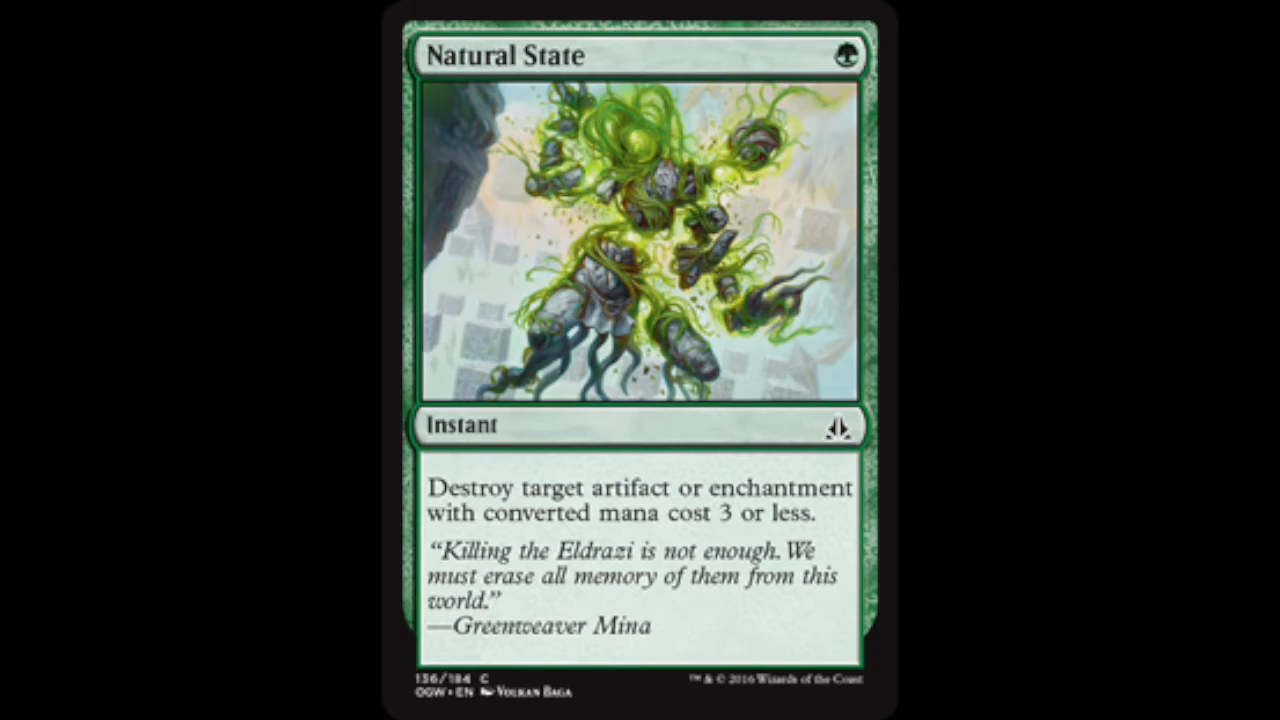 Natural State
Instant
Destroy target artifact or enchantment
with converted mana cost 3 or less.
“Killing the Eldrazi is not enough. We
must erase all memory of them from this
world.”
—Greenweaver Mina
136/184 C
™ & © 2016 Wizards of the Coast
OGW • EN Volkan Baga